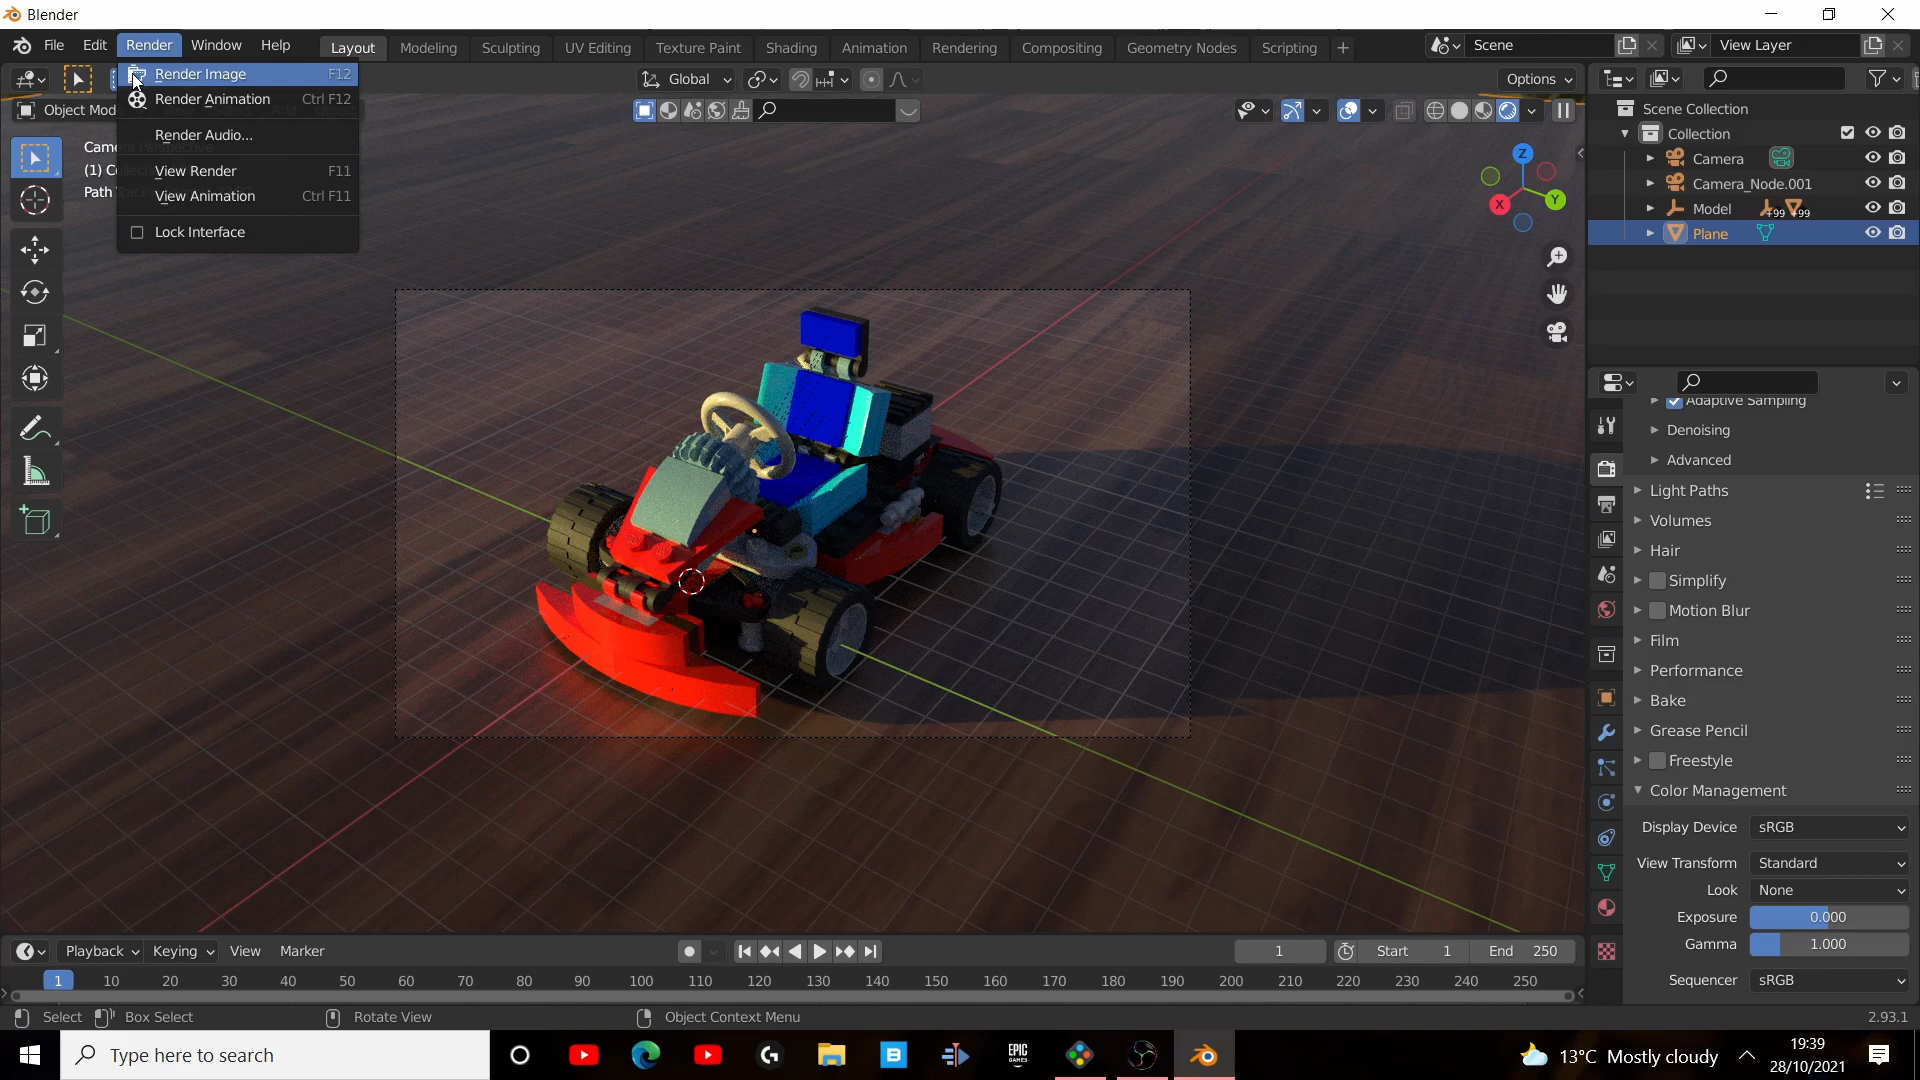 Blender
File Edit Render Window Help Layout Modeling Sculpting UV Editing Texture Paint Shading Animation Rendering Compositing Geometry Nodes Scripting + Scene View Layer
Render Image F12
Render Animation Ctrl F12
Render Audio...
View Render F11
View Animation Ctrl F11
Lock Interface
Global Options
Object Mod
(1) C
Path
Z
X
Y
Scene Collection
Collection
Camera
Camera_Node.001
Model +99 +99
Plane
Adaptive Sampling
Denoising
Advanced
Light Paths
Volumes
Hair
Simplify
Motion Blur
Film
Performance
Bake
Grease Pencil
Freestyle
Color Management
Display Device sRGB
View Transform Standard
Look None
Exposure 0.000
Gamma 1.000
Sequencer sRGB
Playback Keying View Marker 1 Start 1 End 250
1 10 20 30 40 50 60 70 80 90 100 110 120 130 140 150 160 170 180 190 200 210 220 230 240 250
Select Box Select Rotate View Object Context Menu 2.93.1
Type here to search
EPIC GAMES
13°C Mostly cloudy
19:39
28/10/2021